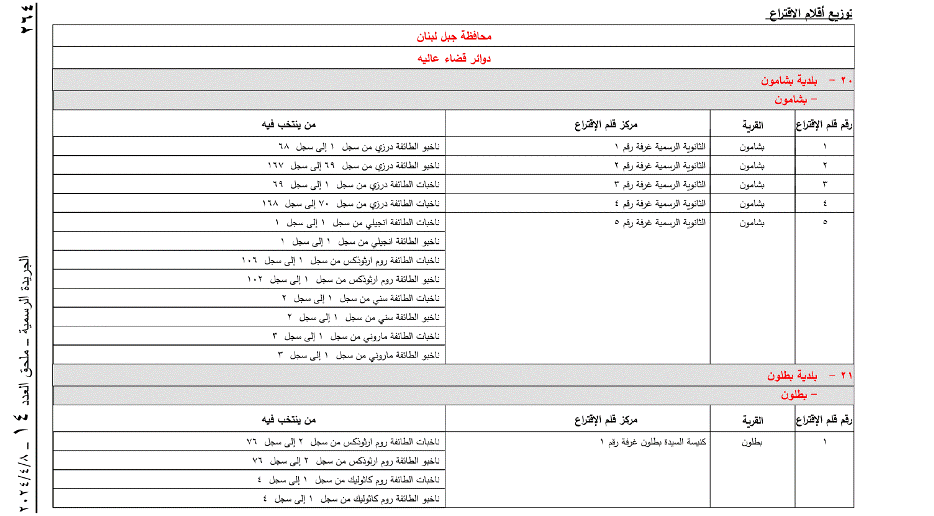 توزيع أقلام الاقتراع
محافظة جبل لبنان
دوائر قضاء عاليه
٢٠ - بلدية بشامون
- بشامون
رقم قلم الإقتراع القرية مركز قلم الإقتراع من ينتخب فيه
١ بشامون الثانوية الرسمية غرفة رقم ١ ناخبو الطائفة درزي من سجل ١ إلى سجل ٦٨
٢ بشامون الثانوية الرسمية غرفة رقم ٢ ناخبو الطائفة درزي من سجل ٦٩ إلى سجل ١٦٧
٣ بشامون الثانوية الرسمية غرفة رقم ٣ ناخبات الطائفة درزي من سجل ١ إلى سجل ٦٩
٤ بشامون الثانوية الرسمية غرفة رقم ٤ ناخبات الطائفة درزي من سجل ٧٠ إلى سجل ١٦٨
٥ بشامون الثانوية الرسمية غرفة رقم ٥ ناخبات الطائفة انجيلي من سجل ١ إلى سجل ١
ناخبو الطائفة انجيلي من سجل ١ إلى سجل ١
ناخبات الطائفة روم ارثوذكس من سجل ١ إلى سجل ١٠٦
ناخبو الطائفة روم ارثوذكس من سجل ١ إلى سجل ١٠٢
ناخبات الطائفة سني من سجل ١ إلى سجل ٢
ناخبو الطائفة سني من سجل ١ إلى سجل ٢
ناخبات الطائفة ماروني من سجل ١ إلى سجل ٣
ناخبو الطائفة ماروني من سجل ١ إلى سجل ٣
٢١ - بلدية بطلون
- بطلون
رقم قلم الإقتراع القرية مركز قلم الإقتراع من ينتخب فيه
١ بطلون كنيسة السيدة بطلون غرفة رقم ١ ناخبات الطائفة روم ارثوذكس من سجل ٢ إلى سجل ٧٦
ناخبو الطائفة روم ارثوذكس من سجل ٢ إلى سجل ٧٦
ناخبات الطائفة روم كاثوليك من سجل ١ إلى سجل ٤
ناخبو الطائفة روم كاثوليك من سجل ١ إلى سجل ٤
٢٦٤
الجريدة الرسمية – ملحق العدد ١٤ – ٢٠٢٤/٤/٨